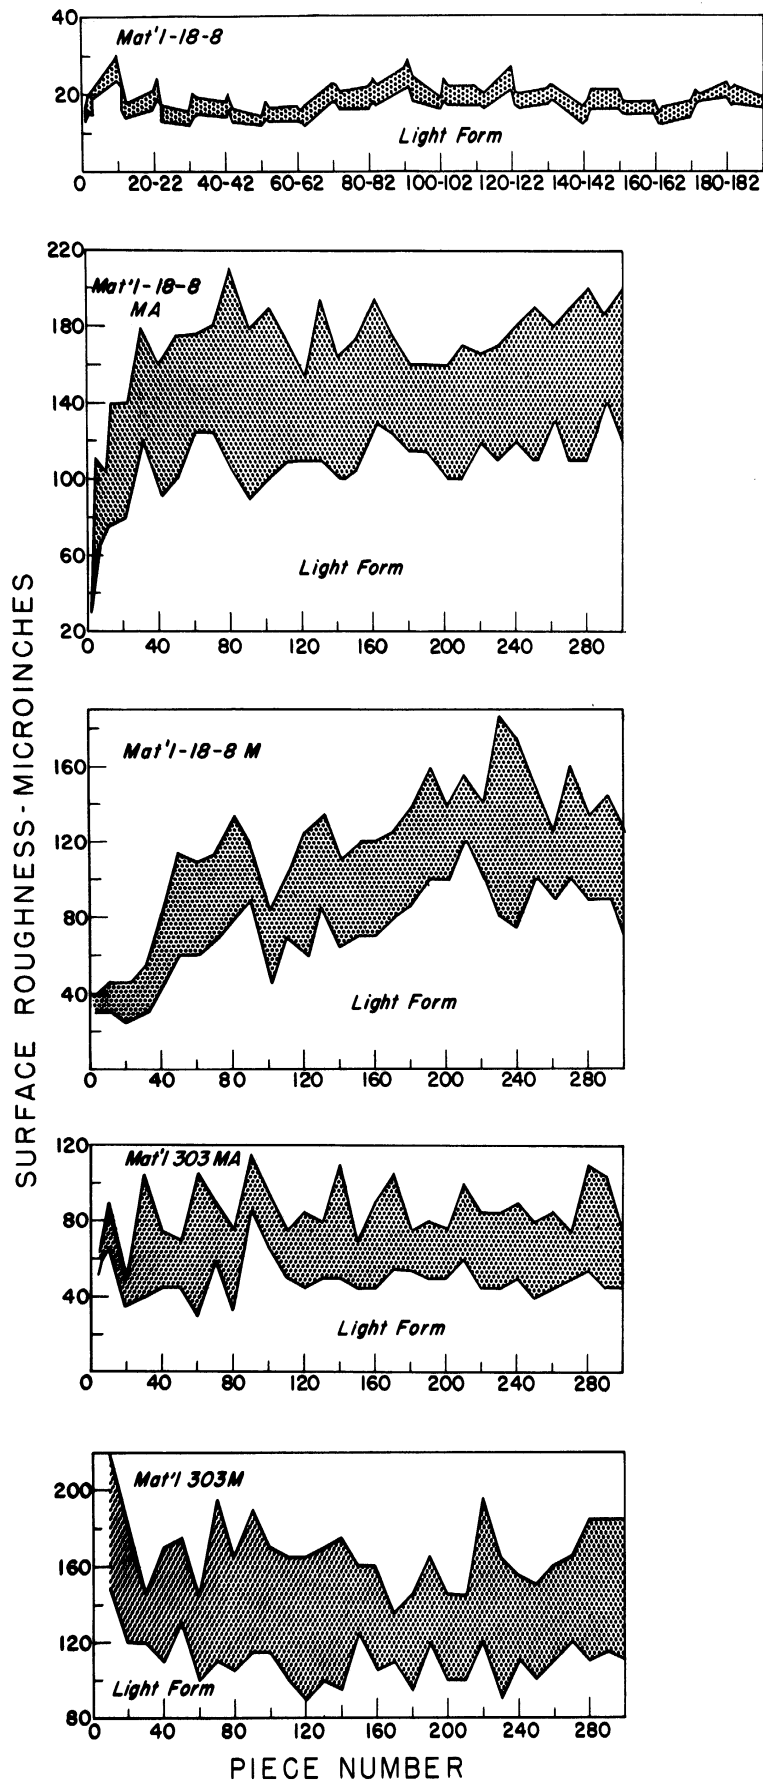 SURFACE ROUGHNESS-MICROINCHES
40
Mat'l-18-8
20
Light Form
0 20-22 40-42 60-62 80-82 100-102 120-122 140-142 160-162 180-182
220
Mat'l-18-8
MA
180
140
100
60
Light Form
20
0 40 80 120 160 200 240 280
Mat'l-18-8 M
160
120
80
40
Light Form
0 40 80 120 160 200 240 280
120
Mat'l 303 MA
80
40
Light Form
0 40 80 120 160 200 240 280
Mat'l 303M
200
160
120
Light Form
80
0 40 80 120 160 200 240 280
PIECE NUMBER